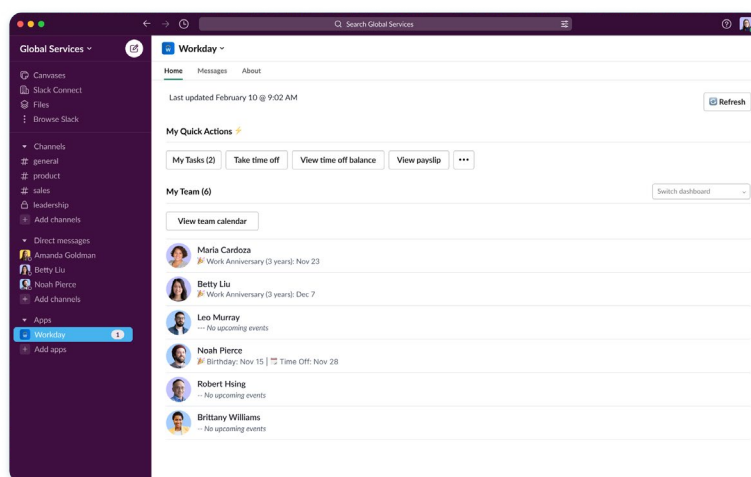 Search Global Services
Global Services
Canvases
Slack Connect
Files
Browse Slack
Channels
# general
# product
# sales
leadership
+ Add channels
Direct messages
Amanda Goldman
Betty Liu
Noah Pierce
+ Add channels
Apps
Workday 1
+ Add apps
Workday
Home Messages About
Last updated February 10 @ 9:02 AM
Refresh
My Quick Actions ⚡
My Tasks (2) Take time off View time off balance View payslip •••
My Team (6) Switch dashboard
View team calendar
Maria Cardoza
🎉 Work Anniversary (3 years): Nov 23
Betty Liu
🎉 Work Anniversary (3 years): Dec 7
Leo Murray
--- No upcoming events
Noah Pierce
🎉 Birthday: Nov 15 | 📅 Time Off: Nov 28
Robert Hsing
-- No upcoming events
Brittany Williams
-- No upcoming events